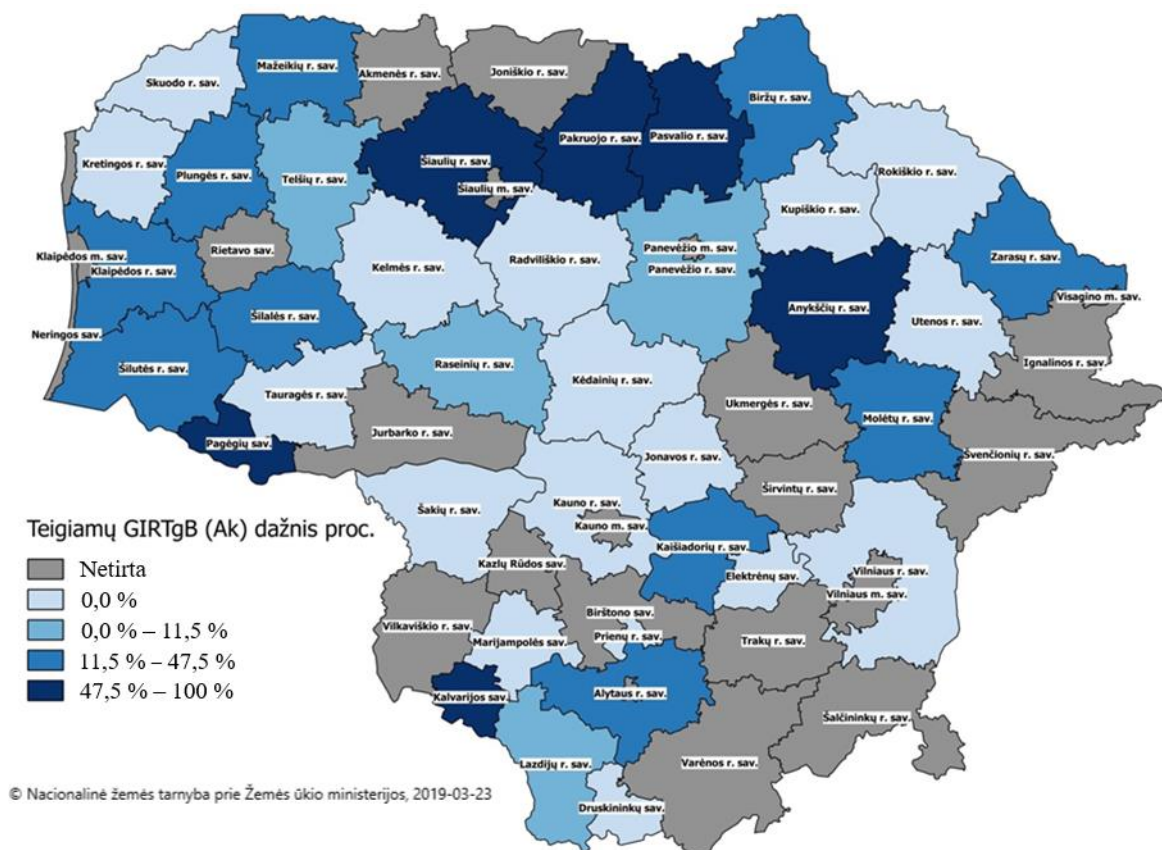 Skuodo r. sav.
Mažeikių r. sav.
Akmenės r. sav.
Joniškio r. sav.
Biržų r. sav.
Kretingos r. sav.
Plungės r. sav.
Telšių r. sav.
Šiaulių r. sav.
Šiaulių m. sav.
Pakruojo r. sav.
Pasvalio r. sav.
Rokiškio r. sav.
Kupiškio r. sav.
Klaipėdos m. sav.
Klaipėdos r. sav.
Rietavo sav.
Kelmės r. sav.
Radviliškio r. sav.
Panevėžio m. sav.
Panevėžio r. sav.
Zarasų r. sav.
Visagino m. sav.
Anykščių r. sav.
Utenos r. sav.
Neringos sav.
Šilalės r. sav.
Ignalinos r. sav.
Šilutės r. sav.
Raseinių r. sav.
Kėdainių r. sav.
Tauragės r. sav.
Ukmergės r. sav.
Molėtų r. sav.
Pagėgių sav.
Jurbarko r. sav.
Jonavos r. sav.
Švenčionių r. sav.
Širvintų r. sav.
Šakių r. sav.
Kauno r. sav.
Kauno m. sav.
Kaišiadorių r. sav.
Kazlų Rūdos sav.
Elektrėnų sav.
Vilniaus r. sav.
Vilniaus m. sav.
Birštono sav.
Vilkaviškio r. sav.
Marijampolės sav.
Prienų r. sav.
Trakų r. sav.
Kalvarijos sav.
Alytaus r. sav.
Šalčininkų r. sav.
Lazdijų r. sav.
Varėnos r. sav.
Druskininkų sav.
Teigiamų GIRTgB (Ak) dažnis proc.
Netirta
0,0 %
0,0 % – 11,5 %
11,5 % – 47,5 %
47,5 % – 100 %
© Nacionalinė žemės tarnyba prie Žemės ūkio ministerijos, 2019-03-23